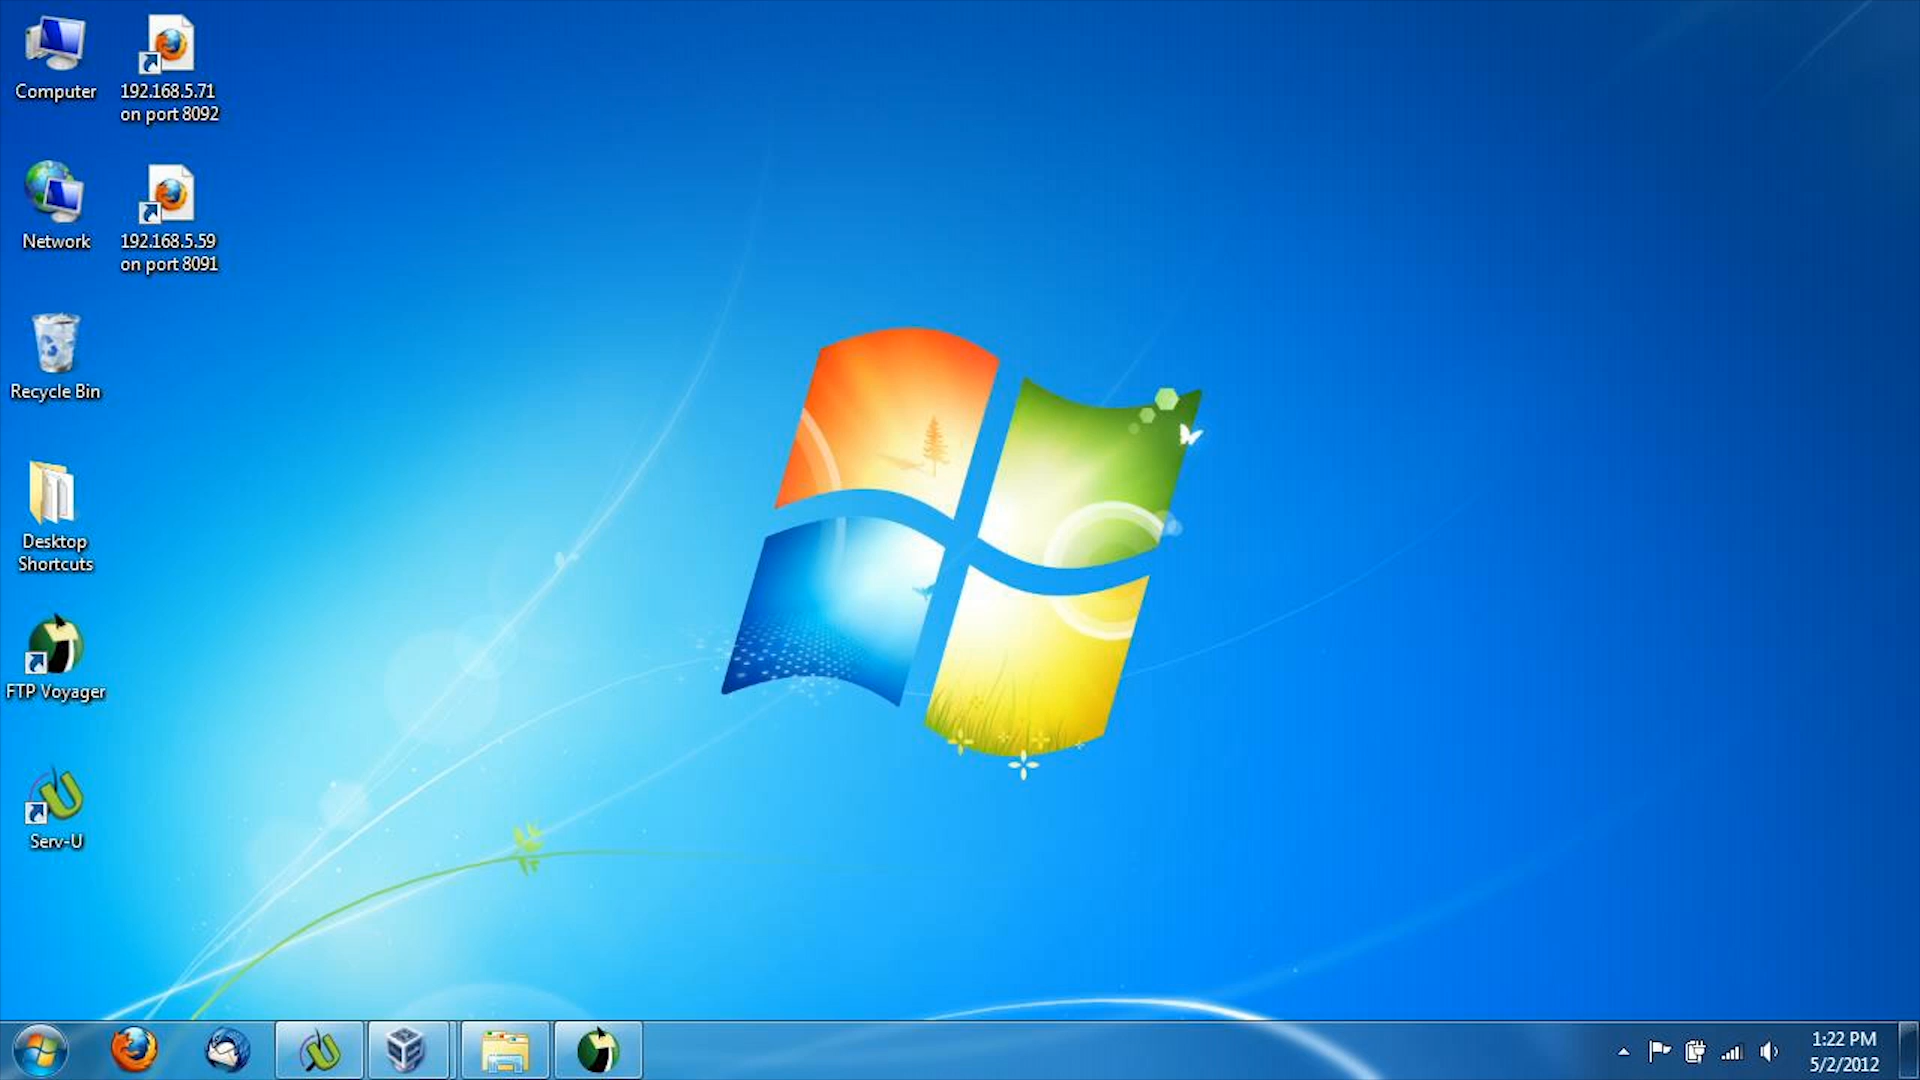 Computer
192.168.5.71
on port 8092
Network
192.168.5.59
on port 8091
Recycle Bin
Desktop
Shortcuts
FTP Voyager
Serv-U
1:22 PM
5/2/2012